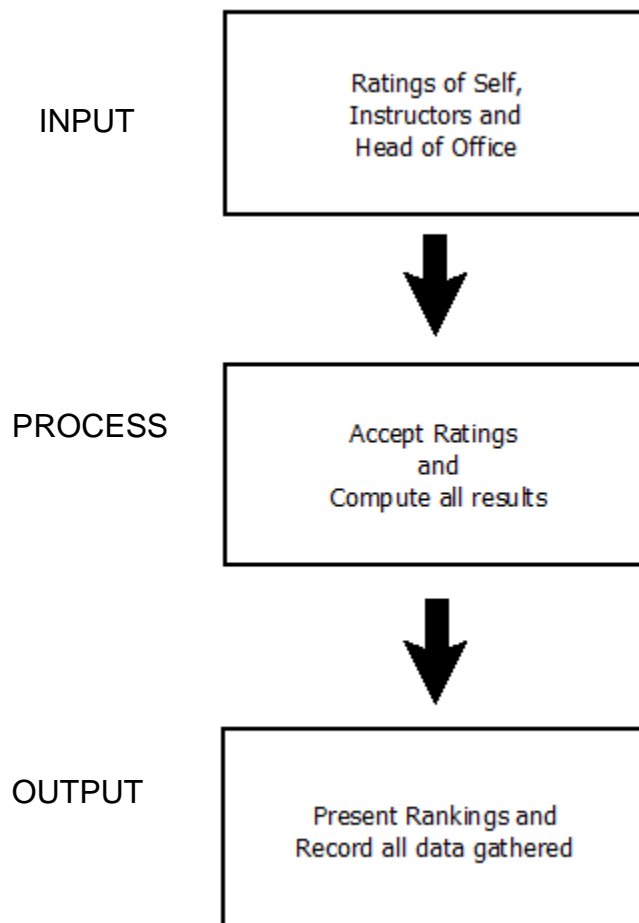 INPUT
Ratings of Self,
Instructors and
Head of Office
PROCESS
Accept Ratings
and
Compute all results
OUTPUT
Present Rankings and
Record all data gathered